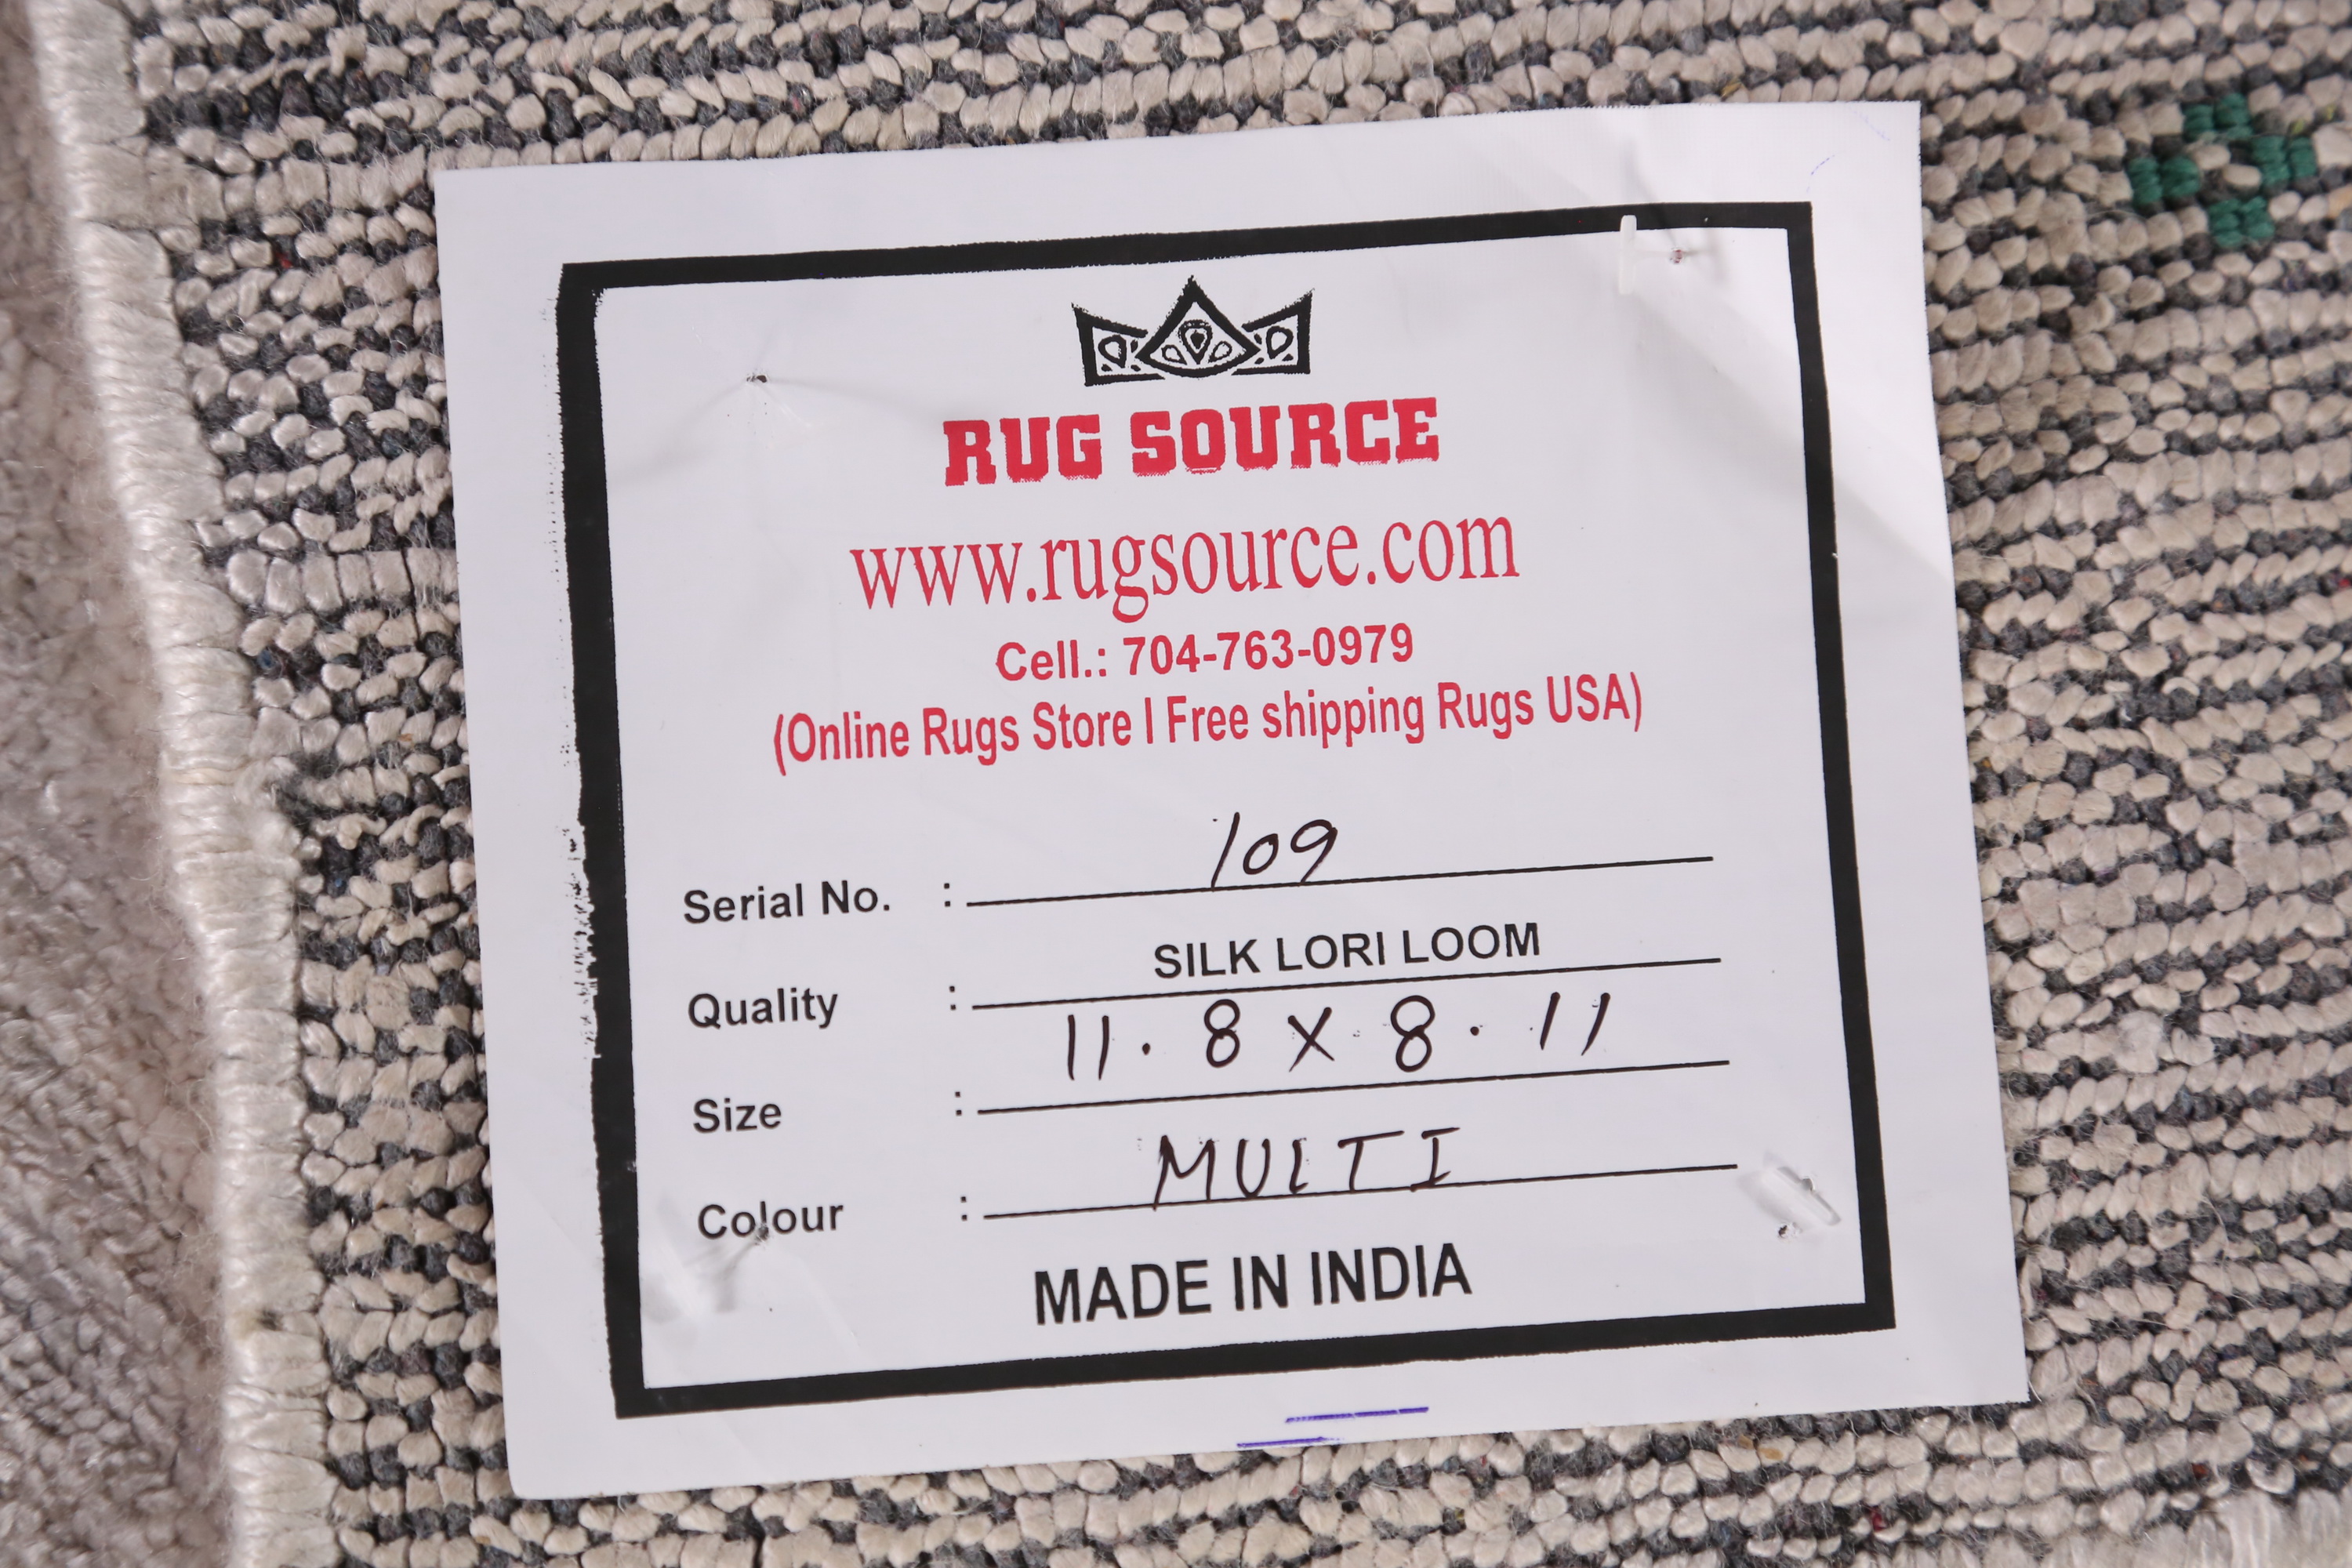 RUG SOURCE
www.rugsource.com
Cell.: 704-763-0979
(Online Rugs Store I Free shipping Rugs USA)
Serial No. : 109
Quality : SILK LORI LOOM
Size : 11.8 X 8.11
Colour : MULTI
MADE IN INDIA